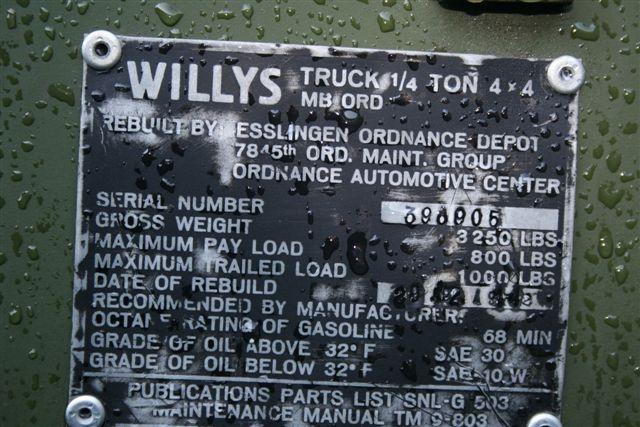 WILLYS TRUCK 1/4 TON 4×4
MB ORD
REBUILT BY ESSLINGEN ORDNANCE DEPOT
7845th ORD. MAINT. GROUP
ORDNANCE AUTOMOTIVE CENTER
SERIAL NUMBER
GROSS WEIGHT 3250 LBS
MAXIMUM PAY LOAD 800 LBS
MAXIMUM TRAILED LOAD 1000 LBS
DATE OF REBUILD
RECOMMENDED BY MANUFACTURER:
OCTANE RATING OF GASOLINE 68 MIN
GRADE OF OIL ABOVE 32° F SAE 30
GRADE OF OIL BELOW 32° F SAE 10 W
PUBLICATIONS PARTS LIST SNL-G 503
MAINTENANCE MANUAL TM 9-803